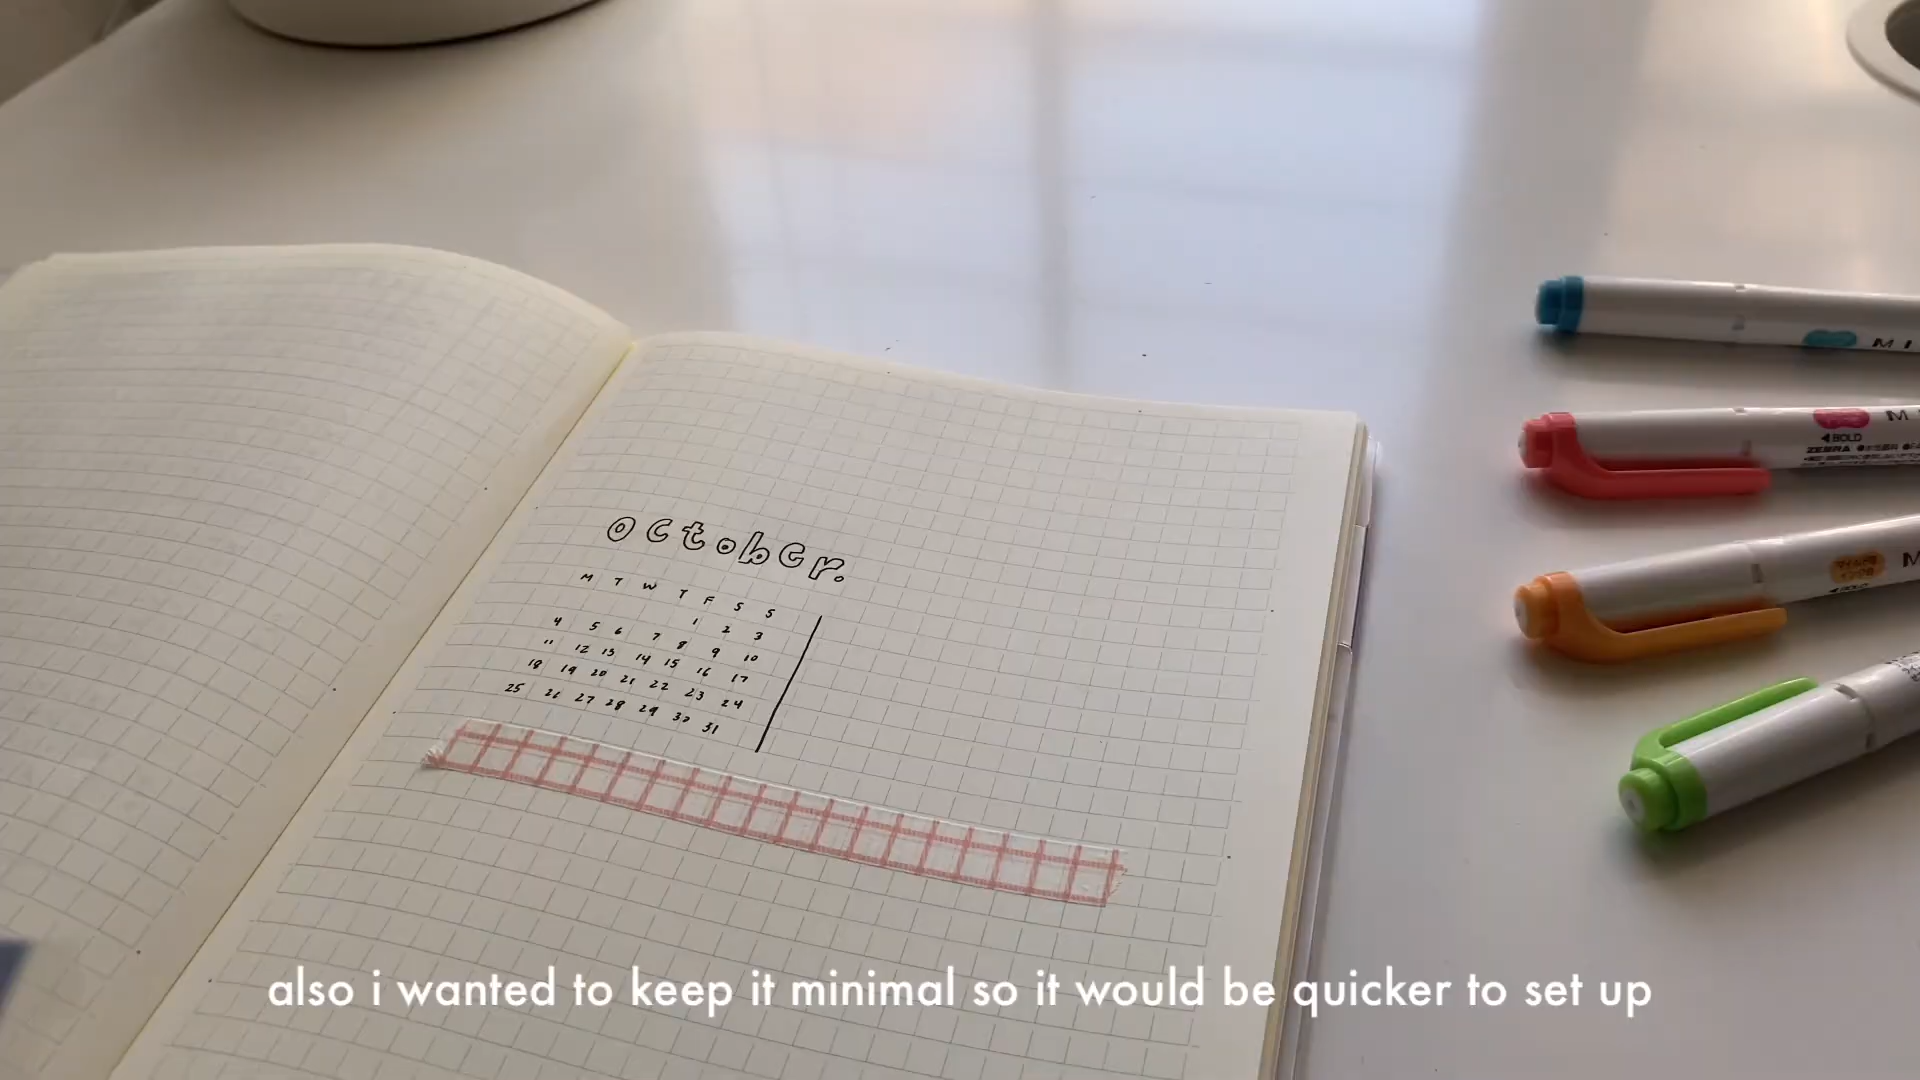 october.
M T W T F S S
1 2 3
4 5 6 7 8 9 10
11 12 13 14 15 16 17
18 19 20 21 22 23 24
25 26 27 28 29 30 31
MI
M
◄BOLD
ZEBRA
M
also i wanted to keep it minimal so it would be quicker to set up